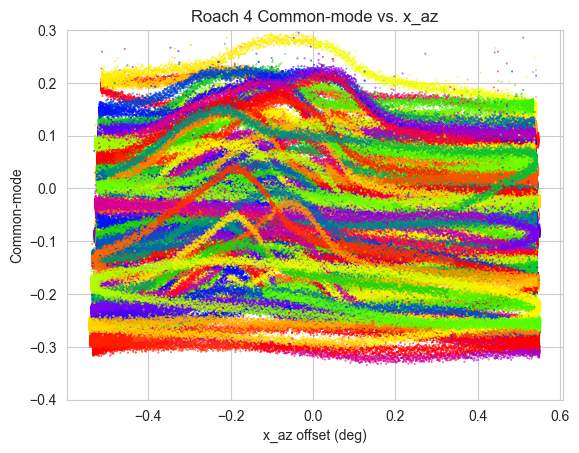 Roach 4 Common-mode vs. x_az
0.3
0.2
0.1
0.0
−0.1
−0.2
−0.3
−0.4
Common-mode
−0.4 −0.2 0.0 0.2 0.4 0.6
x_az offset (deg)